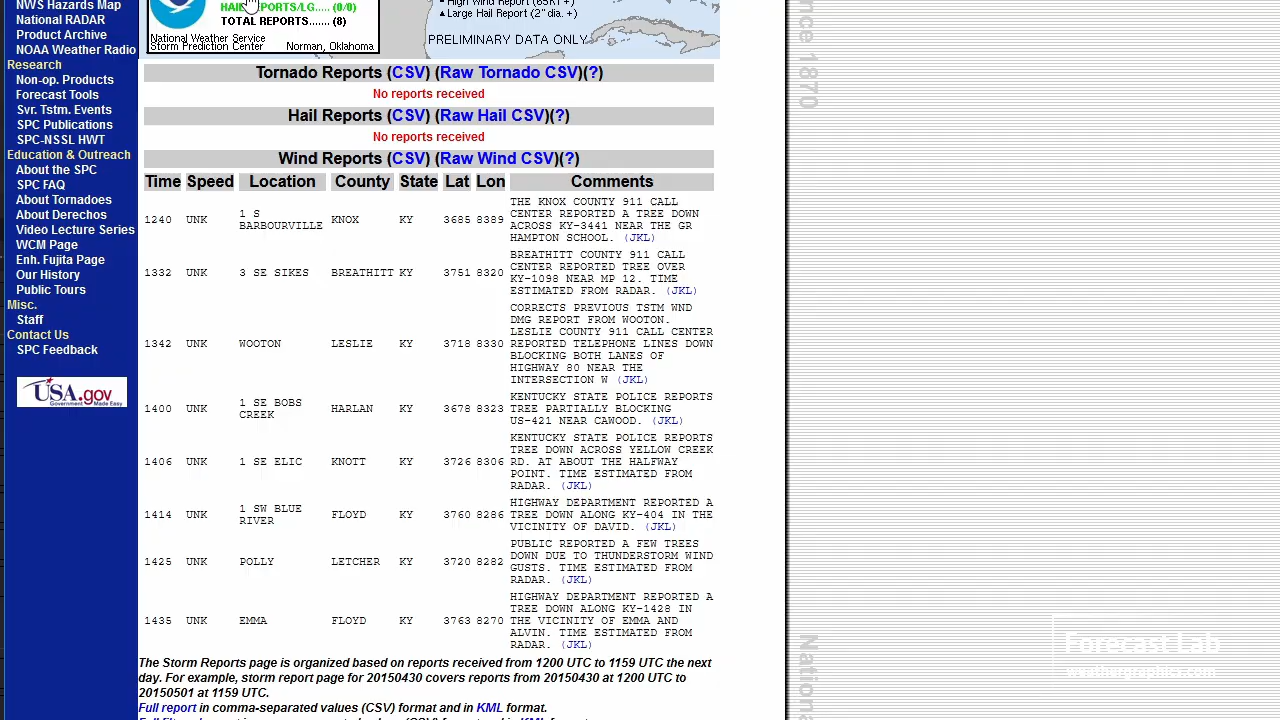 NWS Hazards Map
National RADAR
Product Archive
NOAA Weather Radio
Research
Non-op. Products
Forecast Tools
Svr. Tstm. Events
SPC Publications
SPC-NSSL HWT
Education & Outreach
About the SPC
SPC FAQ
About Tornadoes
About Derechos
Video Lecture Series
WCM Page
Enh. Fujita Page
Our History
Public Tours
Misc.
Staff
Contact Us
SPC Feedback
USA.gov
Government Made Easy
HAIL REPORTS/LG..... (0/0)
TOTAL REPORTS...... (8)
National Weather Service
Storm Prediction Center Norman, Oklahoma
High Wind Report (65KT +)
Large Hail Report (2" dia. +)
PRELIMINARY DATA ONLY
Tornado Reports (CSV) (Raw Tornado CSV)(?)
No reports received
Hail Reports (CSV) (Raw Hail CSV)(?)
No reports received
Wind Reports (CSV) (Raw Wind CSV)(?)
Time Speed Location County State Lat Lon Comments
1240 UNK 1 S BARBOURVILLE KNOX KY 3685 8389 THE KNOX COUNTY 911 CALL
CENTER REPORTED A TREE DOWN
ACROSS KY-3441 NEAR THE GR
HAMPTON SCHOOL. (JKL)
1332 UNK 3 SE SIKES BREATHITT KY 3751 8320 BREATHITT COUNTY 911 CALL
CENTER REPORTED TREE OVER
KY-1098 NEAR MP 12. TIME
ESTIMATED FROM RADAR. (JKL)
1342 UNK WOOTON LESLIE KY 3718 8330 CORRECTS PREVIOUS TSTM WND
DMG REPORT FROM WOOTON.
LESLIE COUNTY 911 CALL CENTER
REPORTED TELEPHONE LINES DOWN
BLOCKING BOTH LANES OF
HIGHWAY 80 NEAR THE
INTERSECTION W (JKL)
1400 UNK 1 SE BOBS CREEK HARLAN KY 3678 8323 KENTUCKY STATE POLICE REPORTS
TREE PARTIALLY BLOCKING
US-421 NEAR CAWOOD. (JKL)
1406 UNK 1 SE ELIC KNOTT KY 3726 8306 KENTUCKY STATE POLICE REPORTS
TREE DOWN ACROSS YELLOW CREEK
RD. AT ABOUT THE HALFWAY
POINT. TIME ESTIMATED FROM
RADAR. (JKL)
1414 UNK 1 SW BLUE RIVER FLOYD KY 3760 8286 HIGHWAY DEPARTMENT REPORTED A
TREE DOWN ALONG KY-404 IN THE
VICINITY OF DAVID. (JKL)
1425 UNK POLLY LETCHER KY 3720 8282 PUBLIC REPORTED A FEW TREES
DOWN DUE TO THUNDERSTORM WIND
GUSTS. TIME ESTIMATED FROM
RADAR. (JKL)
1435 UNK EMMA FLOYD KY 3763 8270 HIGHWAY DEPARTMENT REPORTED A
TREE DOWN ALONG KY-1428 IN
THE VICINITY OF EMMA AND
ALVIN. TIME ESTIMATED FROM
RADAR. (JKL)
The Storm Reports page is organized based on reports received from 1200 UTC to 1159 UTC the next
day. For example, storm report page for 20150430 covers reports from 20150430 at 1200 UTC to
20150501 at 1159 UTC.
Full report in comma-separated values (CSV) format and in KML format.
Forecast Lab